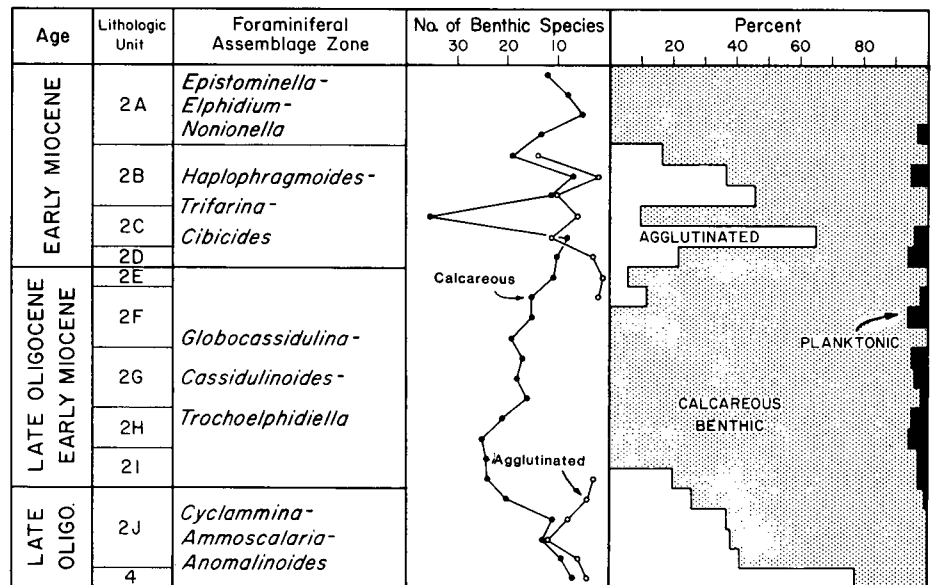 Age
Lithologic
Unit
Foraminiferal
Assemblage Zone
No. of Benthic Species
30 20 10
Percent
20 40 60 80
EARLY MIOCENE
2A
2B
2C
2D
Epistominella-
Elphidium-
Nonionella
Haplophragmoides-
Trifarina-
Cibicides
LATE OLIGOCENE
EARLY MIOCENE
2E
2F
2G
2H
2I
Globocassidulina-
Cassidulinoides-
Trochoelphidiella
LATE
OLIGO.
2J
4
Cyclammina-
Ammoscalaria-
Anomalinoides
Calcareous
Agglutinated
AGGLUTINATED
PLANKTONIC
CALCAREOUS
BENTHIC